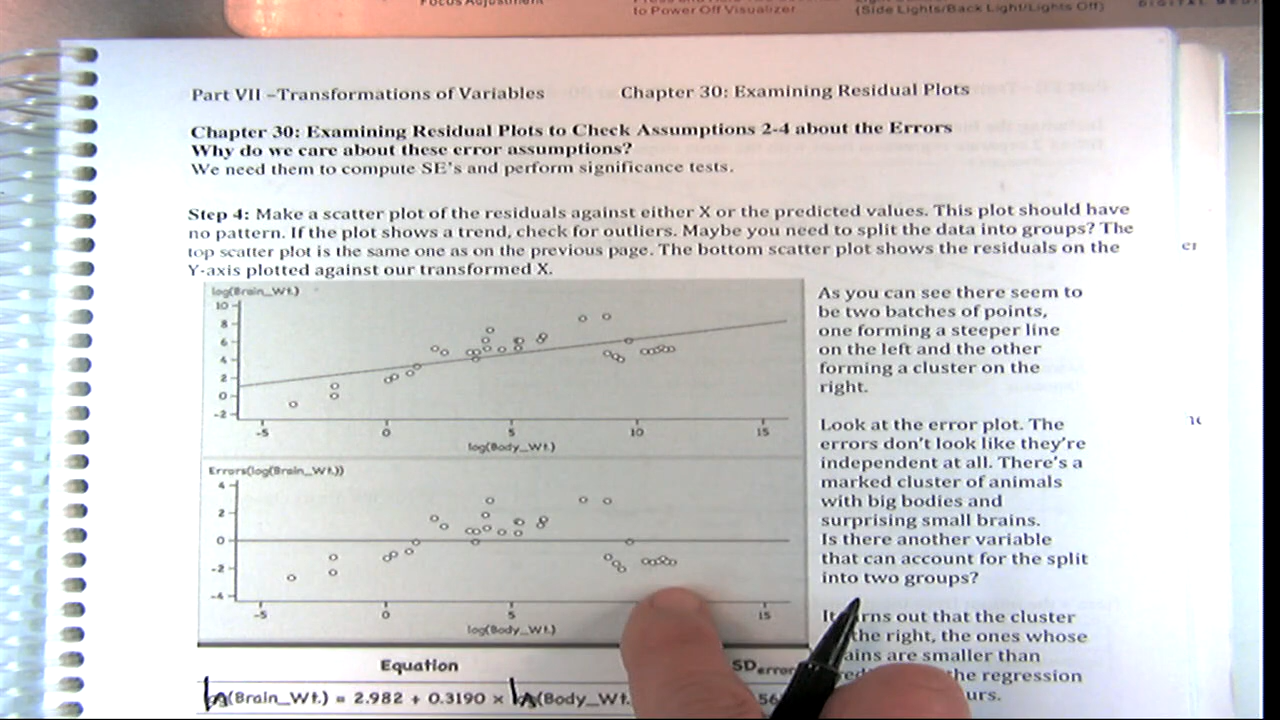 Focus Adjustment
to Power Off Visualizer
(Side Lights/Back Light/Lights Off)
Part VII –Transformations of Variables Chapter 30: Examining Residual Plots
Chapter 30: Examining Residual Plots to Check Assumptions 2-4 about the Errors
Why do we care about these error assumptions?
We need them to compute SE's and perform significance tests.
Step 4: Make a scatter plot of the residuals against either X or the predicted values. This plot should have
no pattern. If the plot shows a trend, check for outliers. Maybe you need to split the data into groups? The
top scatter plot is the same one as on the previous page. The bottom scatter plot shows the residuals on the
Y-axis plotted against our transformed X.
log(Brain_Wt.)
10
8
6
4
2
0
-2
-5 0 5 10 15
log(Body_Wt.)
Errors(log(Brain_Wt.))
4
2
0
-2
-4
-5 0 5 15
log(Body_Wt.)
Equation SDerror
ln(Brain_Wt.) = 2.982 + 0.3190 × ln(Body_Wt.
As you can see there seem to
be two batches of points,
one forming a steeper line
on the left and the other
forming a cluster on the
right.
Look at the error plot. The
errors don't look like they're
independent at all. There's a
marked cluster of animals
with big bodies and
surprising small brains.
Is there another variable
that can account for the split
into two groups?
out that the cluster
the right, the ones whose
are smaller than
the regression